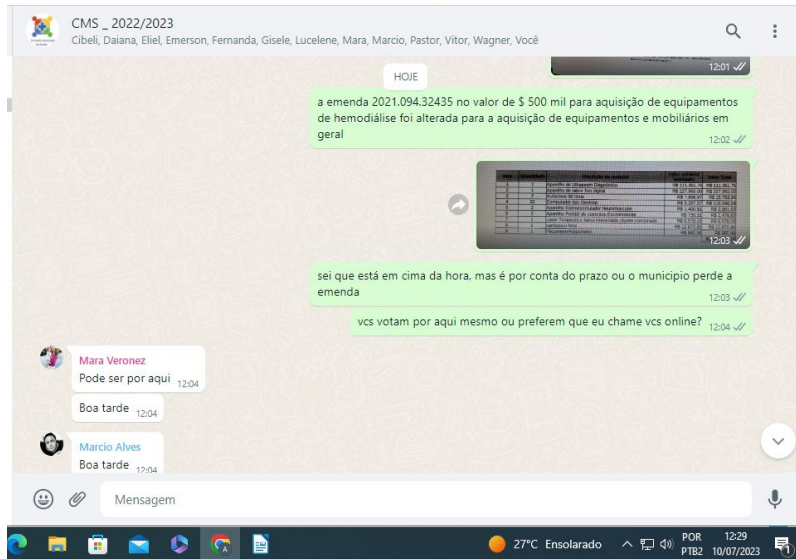 CMS _ 2022/2023
Cibeli, Daiana, Eliel, Emerson, Fernanda, Gisele, Lucelene, Mara, Marcio, Pastor, Vitor, Wagner, Você
12:01
HOJE
a emenda 2021.094.32435 no valor de $ 500 mil para aquisição de equipamentos
de hemodiálise foi alterada para a aquisição de equipamentos e mobiliários em
geral
12:02
12:03
sei que está em cima da hora, mas é por conta do prazo ou o municipio perde a
emenda
12:03
vcs votam por aqui mesmo ou preferem que eu chame vcs online? 12:04
Mara Veronez
Pode ser por aqui 12:04
Boa tarde 12:04
Marcio Alves
Boa tarde 12:04
Mensagem
27°C Ensolarado
POR 12:29
PTB2 10/07/2023
1